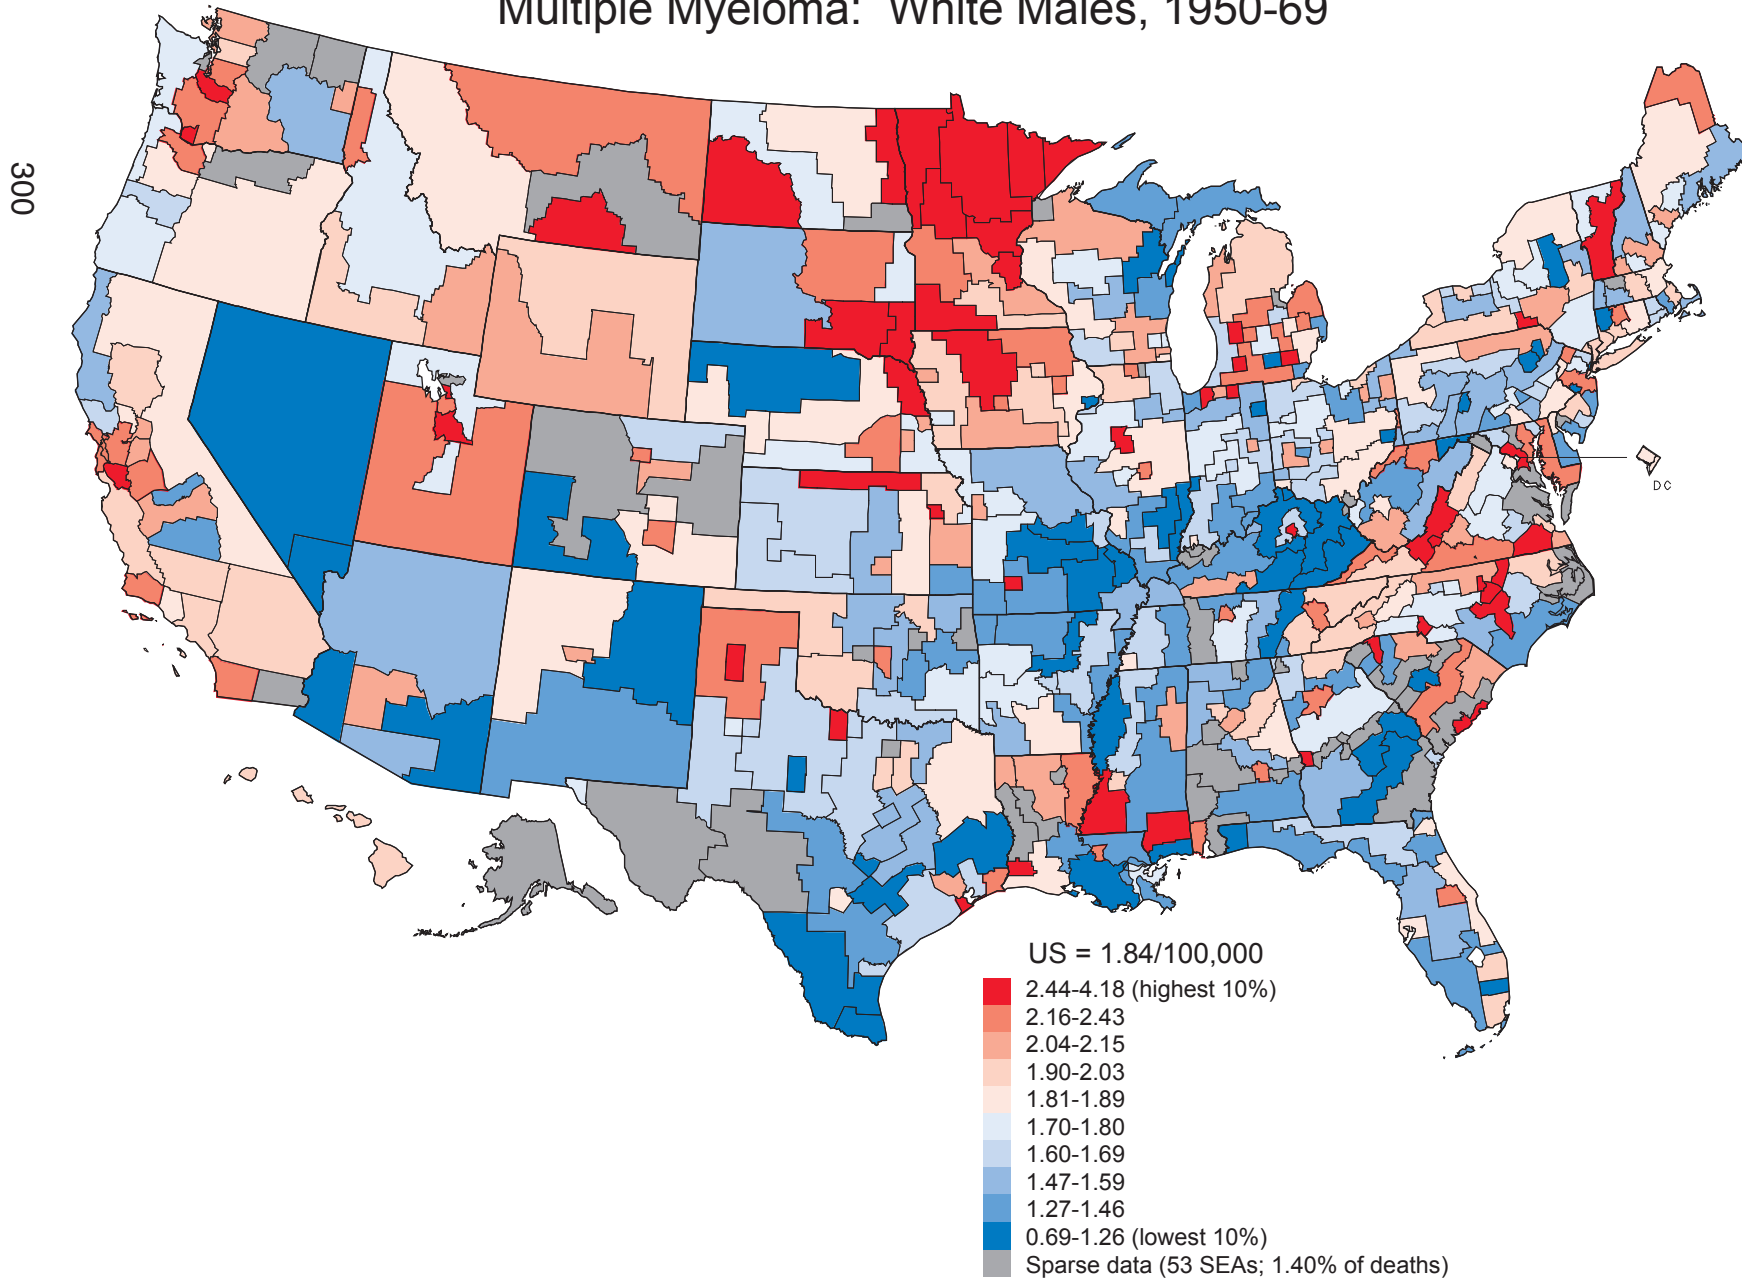 Multiple Myeloma: White Males, 1950-69
300
DC
US = 1.84/100,000
2.44-4.18 (highest 10%)
2.16-2.43
2.04-2.15
1.90-2.03
1.81-1.89
1.70-1.80
1.60-1.69
1.47-1.59
1.27-1.46
0.69-1.26 (lowest 10%)
Sparse data (53 SEAs; 1.40% of deaths)